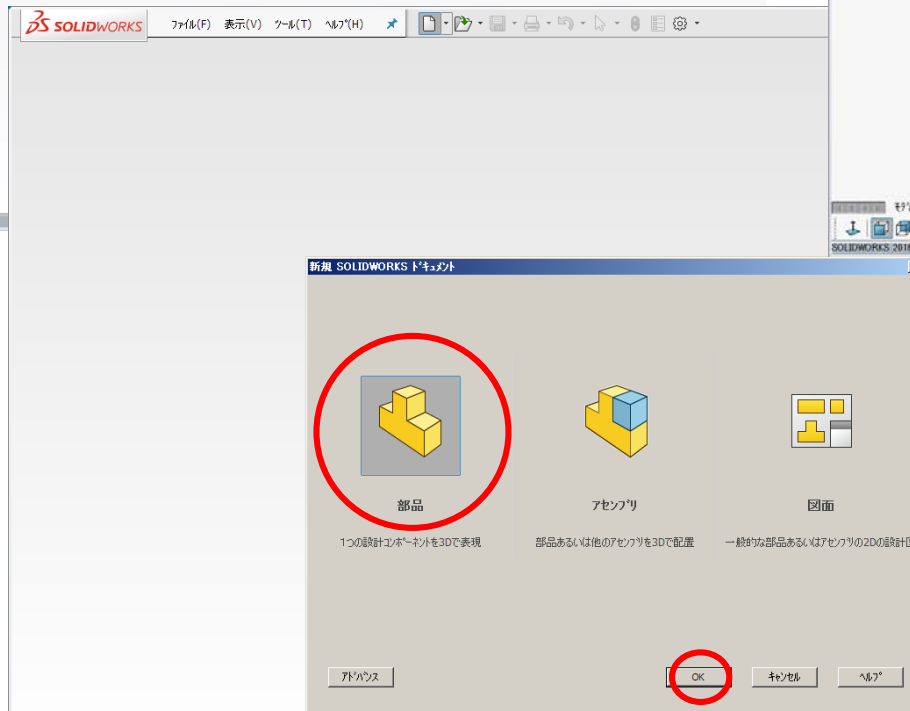 SOLIDWORKS ﾌｧｲﾙ(F) 表示(V) ﾂｰﾙ(T) ﾍﾙﾌﾟ(H)
SOLIDWORKS 2018
新規 SOLIDWORKS ﾄﾞｷｭﾒﾝﾄ
部品 ｱｾﾝﾌﾞﾘ 図面
1つの設計ｺﾝﾎﾟｰﾈﾝﾄを3Dで表現 部品あるいは他のｱｾﾝﾌﾞﾘを3Dで配置 一般的な部品あるいはｱｾﾝﾌﾞﾘの2Dの設計図
ｱﾄﾞﾊﾞﾝｽ OK ｷｬﾝｾﾙ ﾍﾙﾌﾟ